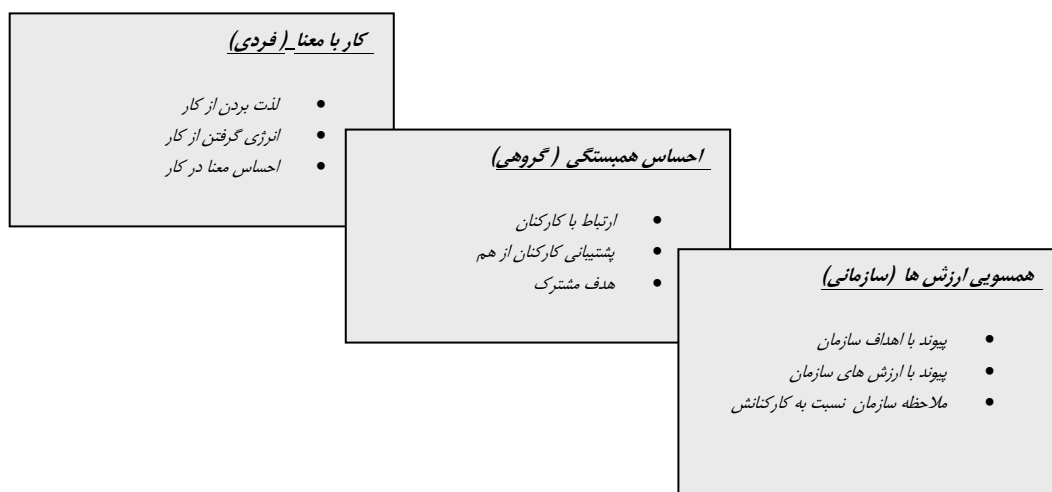 کار با معنا (فردی)
• لذت بردن از کار
• انرژی گرفتن از کار
• احساس معنا در کار
احساس همبستگی (گروهی)
• ارتباط با کارکنان
• پشتیبانی کارکنان از هم
• هدف مشترک
همسویی ارزش ها (سازمانی)
• پیوند با اهداف سازمان
• پیوند با ارزش های سازمان
• ملاحظه سازمان نسبت به کارکنانش